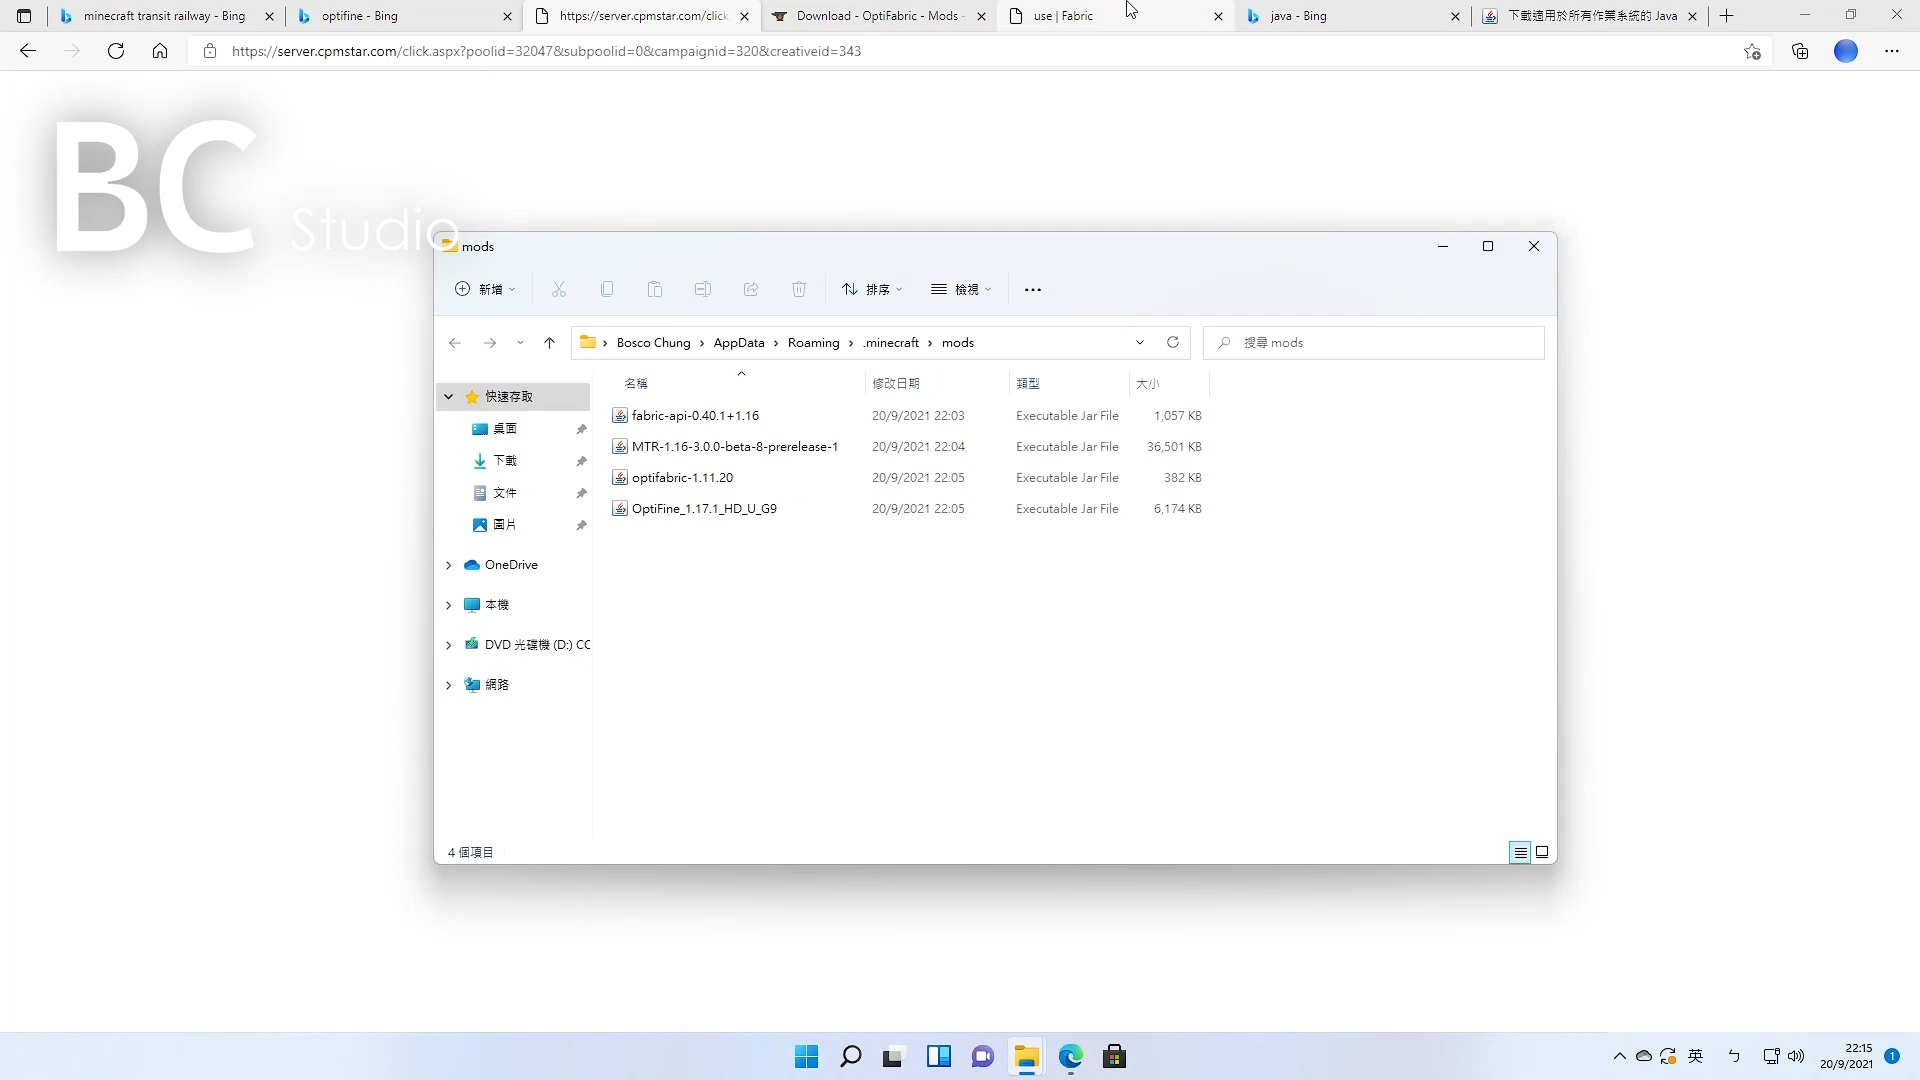 minecraft transit railway - Bing
optifine - Bing
https://server.cpmstar.com/click
Download - OptiFabric - Mods -
use | Fabric
java - Bing
下載適用於所有作業系統的 Java
https://server.cpmstar.com/click.aspx?poolid=32047&subpoolid=0&campaignid=320&creativeid=343
BC Studio
mods
新增
排序
檢視
Bosco Chung > AppData > Roaming > .minecraft > mods
搜尋 mods
名稱 修改日期 類型 大小
快速存取
桌面
下載
文件
圖片
OneDrive
本機
DVD 光碟機 (D:) CC
網路
fabric-api-0.40.1+1.16 20/9/2021 22:03 Executable Jar File 1,057 KB
MTR-1.16-3.0.0-beta-8-prerelease-1 20/9/2021 22:04 Executable Jar File 36,501 KB
optifabric-1.11.20 20/9/2021 22:05 Executable Jar File 382 KB
OptiFine_1.17.1_HD_U_G9 20/9/2021 22:05 Executable Jar File 6,174 KB
4 個項目
英
ㄅ
22:15
20/9/2021
1